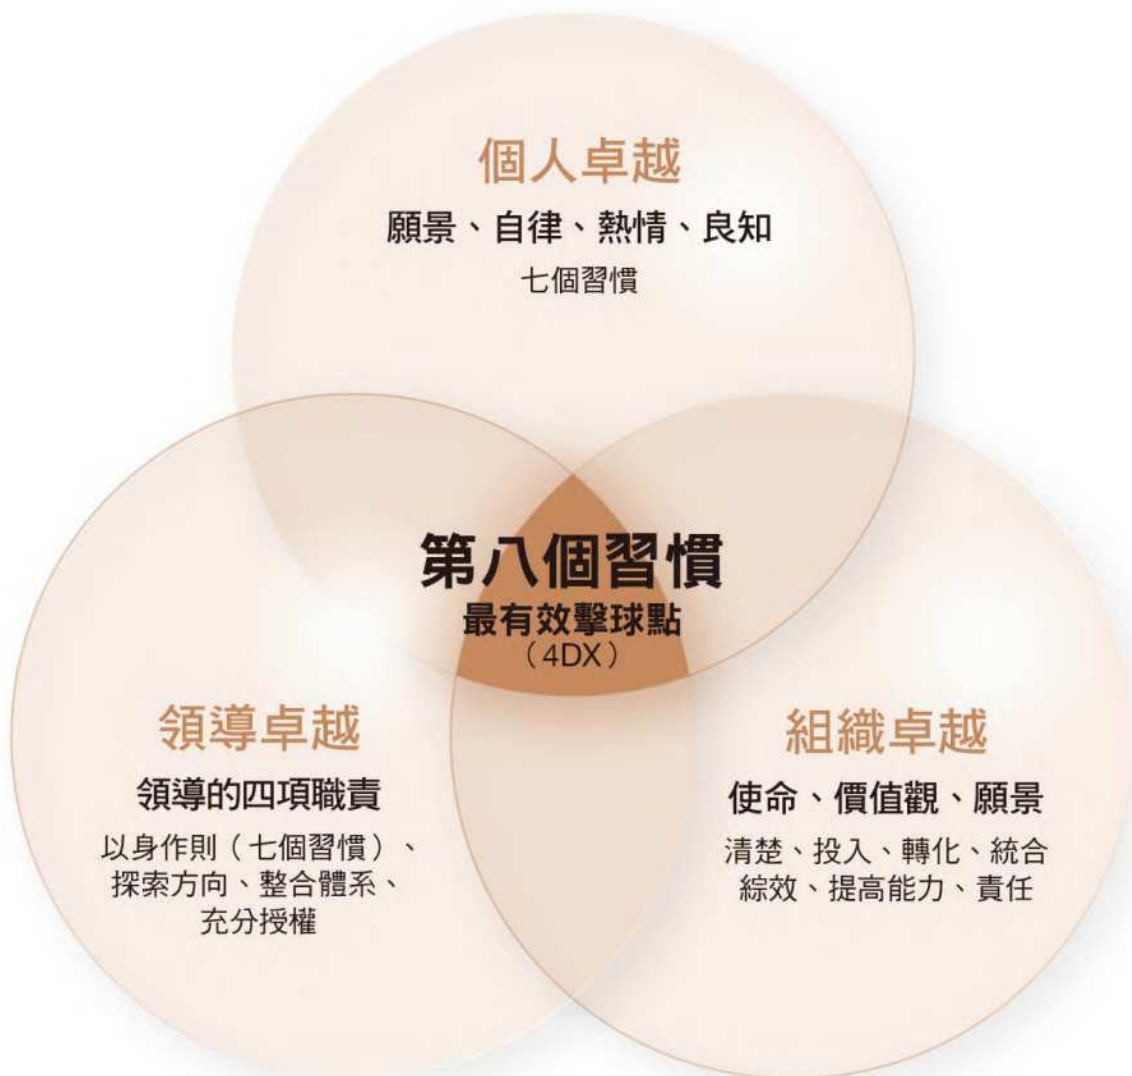 個人卓越
願景、自律、熱情、良知
七個習慣
第八個習慣
最有效擊球點
（4DX）
領導卓越
領導的四項職責
以身作則（七個習慣）、
探索方向、整合體系、
充分授權
組織卓越
使命、價值觀、願景
清楚、投入、轉化、統合
綜效、提高能力、責任